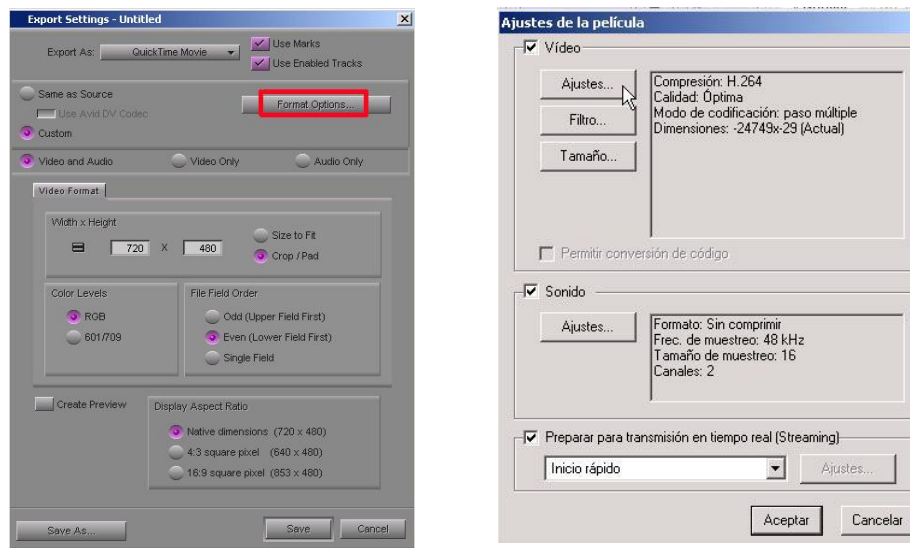 Export Settings - Untitled
Export As: QuickTime Movie
Use Marks
Use Enabled Tracks
Same as Source
Use Avid DV Codec
Format Options...
Custom
Video and Audio Video Only Audio Only
Video Format
Width x Height
720 X 480
Size to Fit
Crop / Pad
Color Levels
RGB
601/709
File Field Order
Odd (Upper Field First)
Even (Lower Field First)
Single Field
Create Preview
Display Aspect Ratio
Native dimensions (720 x 480)
4:3 square pixel (640 x 480)
16:9 square pixel (853 x 480)
Save As... Save Cancel
Ajustes de la película
Vídeo
Ajustes...
Filtro...
Tamaño...
Compresión: H.264
Calidad: Óptima
Modo de codificación: paso múltiple
Dimensiones: -24749x-29 (Actual)
Permitir conversión de código
Sonido
Ajustes...
Formato: Sin comprimir
Frec. de muestreo: 48 kHz
Tamaño de muestreo: 16
Canales: 2
Preparar para transmisión en tiempo real (Streaming)
Inicio rápido Ajustes...
Aceptar Cancelar